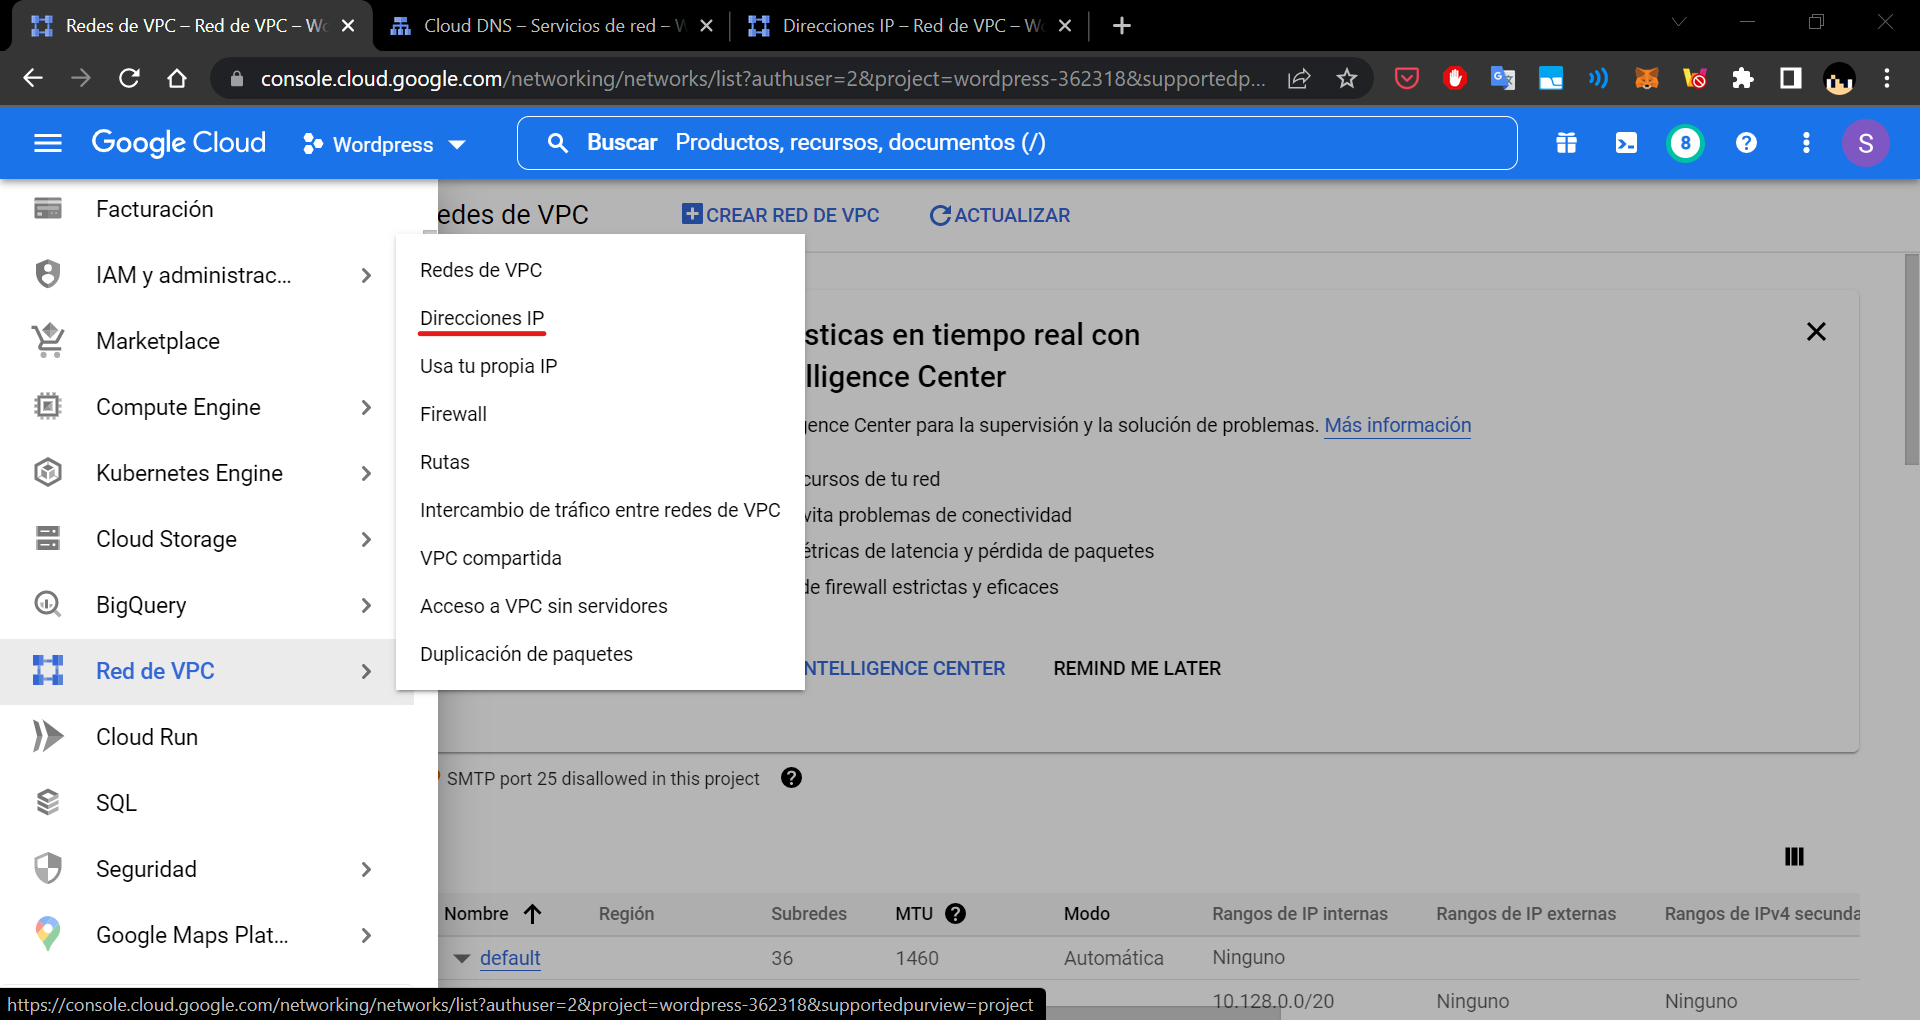 Redes de VPC – Red de VPC – Wo
Cloud DNS – Servicios de red – W
Direcciones IP – Red de VPC – Wo
console.cloud.google.com/networking/networks/list?authuser=2&project=wordpress-362318&supportedp...
Google Cloud
Wordpress
Buscar Productos, recursos, documentos (/)
8
S
Facturación
IAM y administrac...
Marketplace
Compute Engine
Kubernetes Engine
Cloud Storage
BigQuery
Red de VPC
Cloud Run
SQL
Seguridad
Google Maps Plat...
edes de VPC
CREAR RED DE VPC
ACTUALIZAR
Redes de VPC
Direcciones IP
Usa tu propia IP
Firewall
Rutas
Intercambio de tráfico entre redes de VPC
VPC compartida
Acceso a VPC sin servidores
Duplicación de paquetes
sticas en tiempo real con
lligence Center
gence Center para la supervisión y la solución de problemas. Más información
cursos de tu red
vita problemas de conectividad
étricas de latencia y pérdida de paquetes
de firewall estrictas y eficaces
NTELLIGENCE CENTER
REMIND ME LATER
SMTP port 25 disallowed in this project
Nombre Región Subredes MTU Modo Rangos de IP internas Rangos de IP externas Rangos de IPv4 secunda
default 36 1460 Automática Ninguno
10.128.0.0/20 Ninguno Ninguno
https://console.cloud.google.com/networking/networks/list?authuser=2&project=wordpress-362318&supportedpurview=project